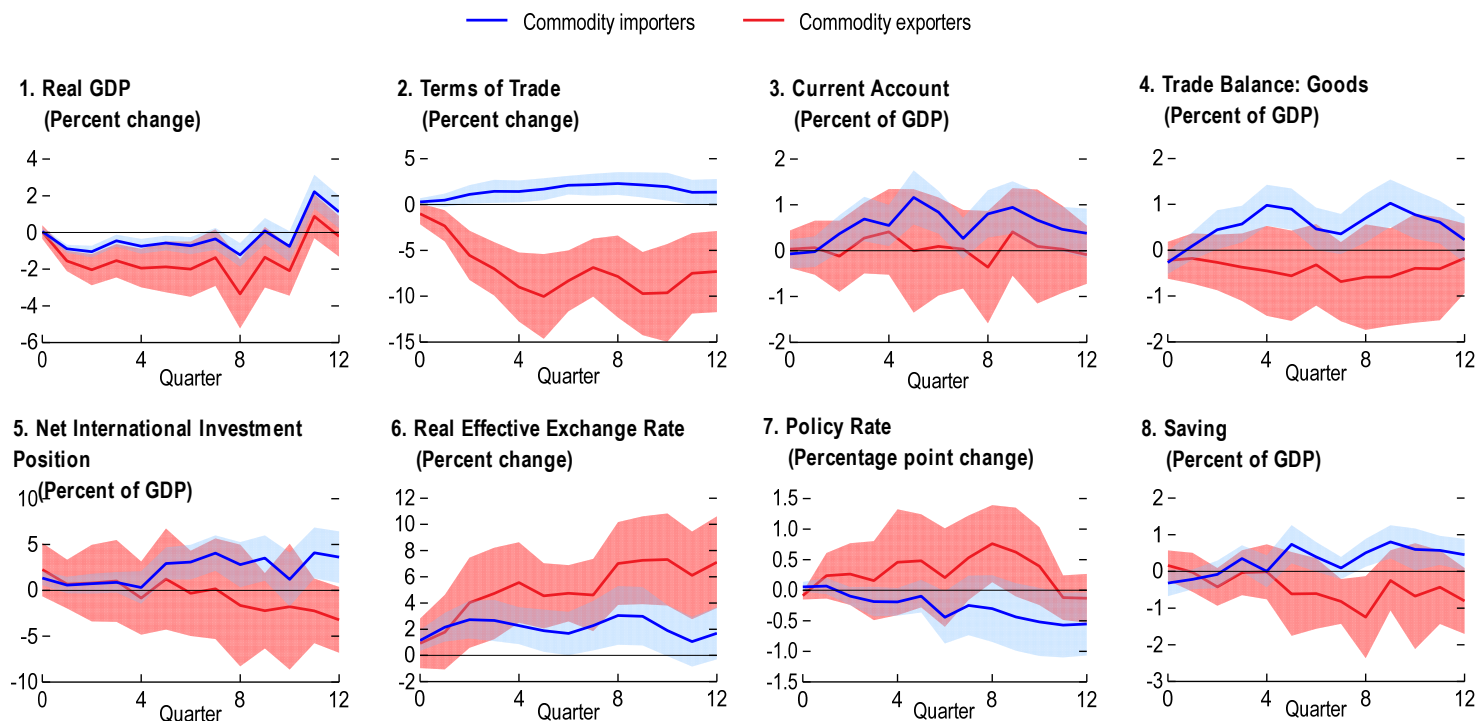 Commodity importers
Commodity exporters
1. Real GDP
(Percent change)
4
2
0
-2
-4
-6
0
4
8
12
Quarter
2. Terms of Trade
(Percent change)
5
0
-5
-10
-15
0
4
8
12
Quarter
3. Current Account
(Percent of GDP)
2
1
0
-1
-2
0
4
8
12
Quarter
4. Trade Balance: Goods
(Percent of GDP)
2
1
0
-1
-2
0
4
8
12
Quarter
5. Net International Investment
Position
(Percent of GDP)
10
5
0
-5
-10
0
4
8
12
Quarter
6. Real Effective Exchange Rate
(Percent change)
12
10
8
6
4
2
0
-2
0
4
8
12
Quarter
7. Policy Rate
(Percentage point change)
1.5
1.0
0.5
0.0
-0.5
-1.0
-1.5
0
4
8
12
Quarter
8. Saving
(Percent of GDP)
2
1
0
-1
-2
-3
0
4
8
12
Quarter